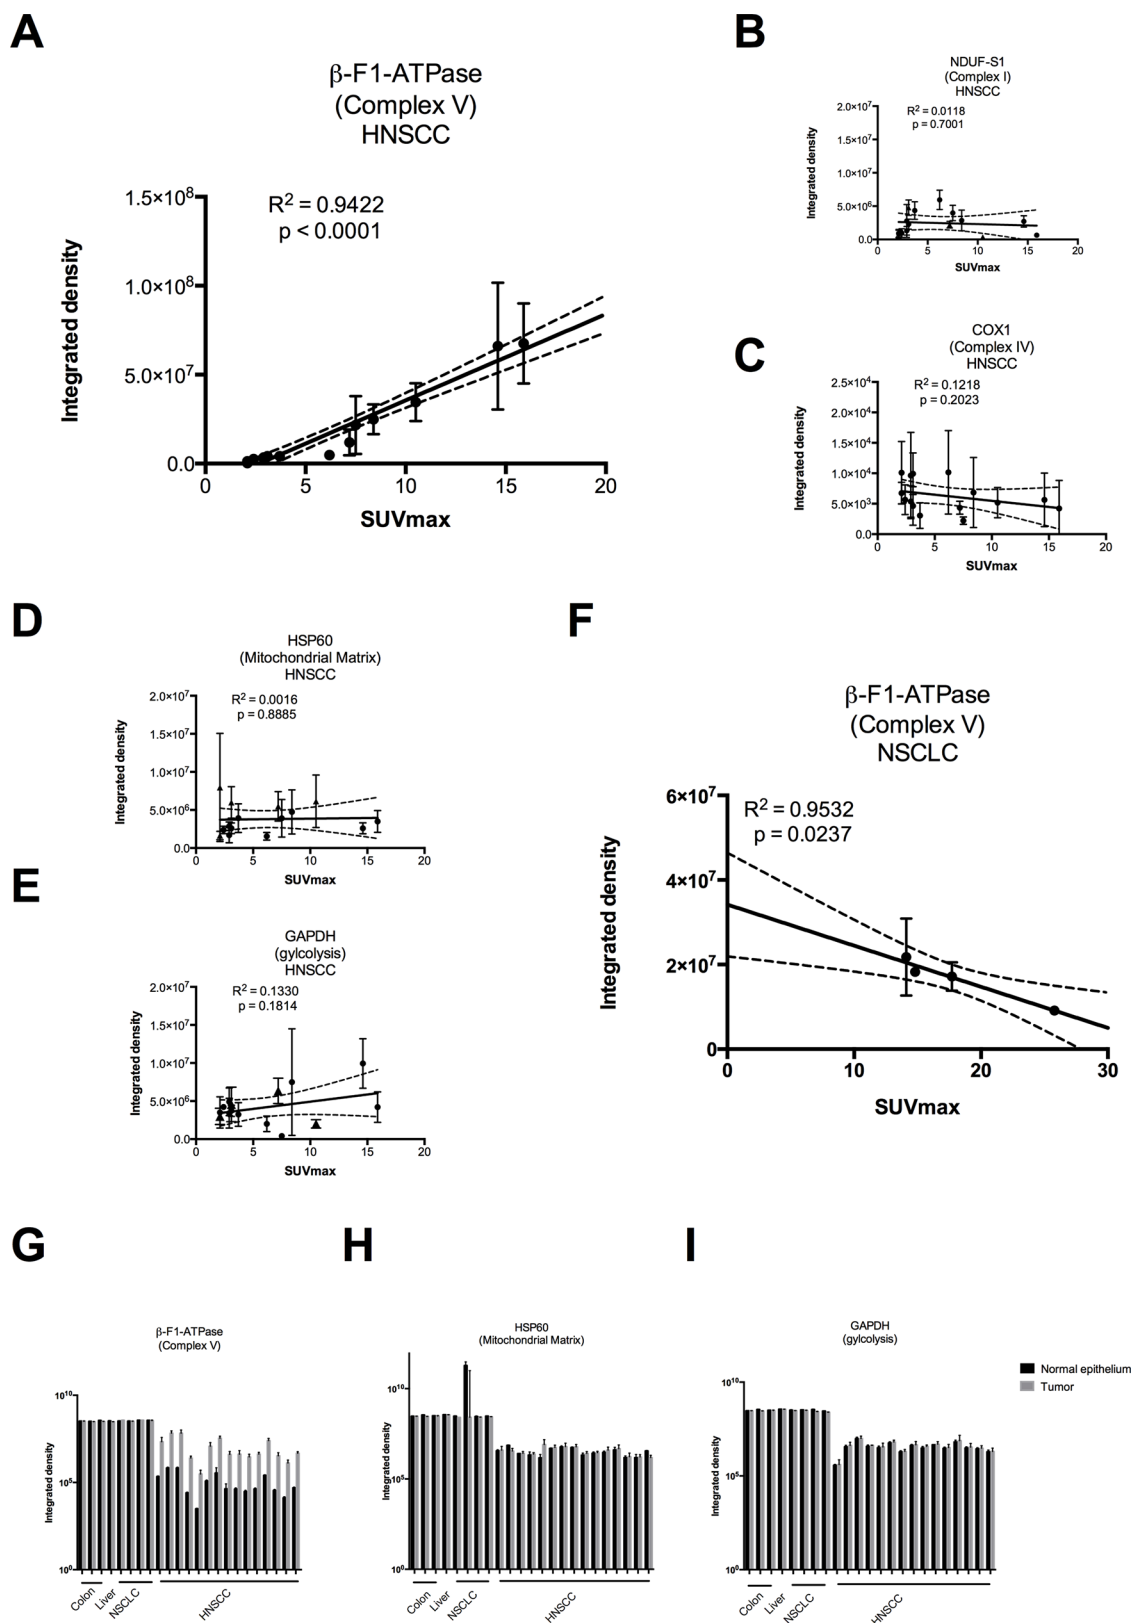 A
β-F1-ATPase
(Complex V)
HNSCC
R² = 0.9422
p < 0.0001
1.5×10⁸
1.0×10⁸
5.0×10⁷
0.0
0 5 10 15 20
Integrated density
SUVmax
B
NDUF-S1
(Complex I)
HNSCC
R² = 0.0118
p = 0.7001
2.0×10⁷
1.5×10⁷
1.0×10⁷
5.0×10⁶
0.0
0 5 10 15 20
Integrated density
SUVmax
C
COX1
(Complex IV)
HNSCC
R² = 0.1218
p = 0.2023
2.5×10⁴
2.0×10⁴
1.5×10⁴
1.0×10⁴
5.0×10³
0.0
0 5 10 15 20
Integrated density
SUVmax
D
HSP60
(Mitochondrial Matrix)
HNSCC
R² = 0.0016
p = 0.8885
2.0×10⁷
1.5×10⁷
1.0×10⁷
5.0×10⁶
0.0
0 5 10 15 20
Integrated density
SUVmax
E
GAPDH
(gylcolysis)
HNSCC
R² = 0.1330
p = 0.1814
2.0×10⁷
1.5×10⁷
1.0×10⁷
5.0×10⁶
0.0
0 5 10 15 20
Integrated density
SUVmax
F
β-F1-ATPase
(Complex V)
NSCLC
R² = 0.9532
p = 0.0237
6×10⁷
4×10⁷
2×10⁷
0
0 10 20 30
Integrated density
SUVmax
G
β-F1-ATPase
(Complex V)
10¹⁰
10⁵
10⁰
Integrated density
Colon Liver NSCLC HNSCC
H
HSP60
(Mitochondrial Matrix)
10¹⁰
10⁵
10⁰
Integrated density
Colon Liver NSCLC HNSCC
I
GAPDH
(gylcolysis)
10¹⁰
10⁵
10⁰
Integrated density
Colon Liver NSCLC HNSCC
Normal epithelium
Tumor